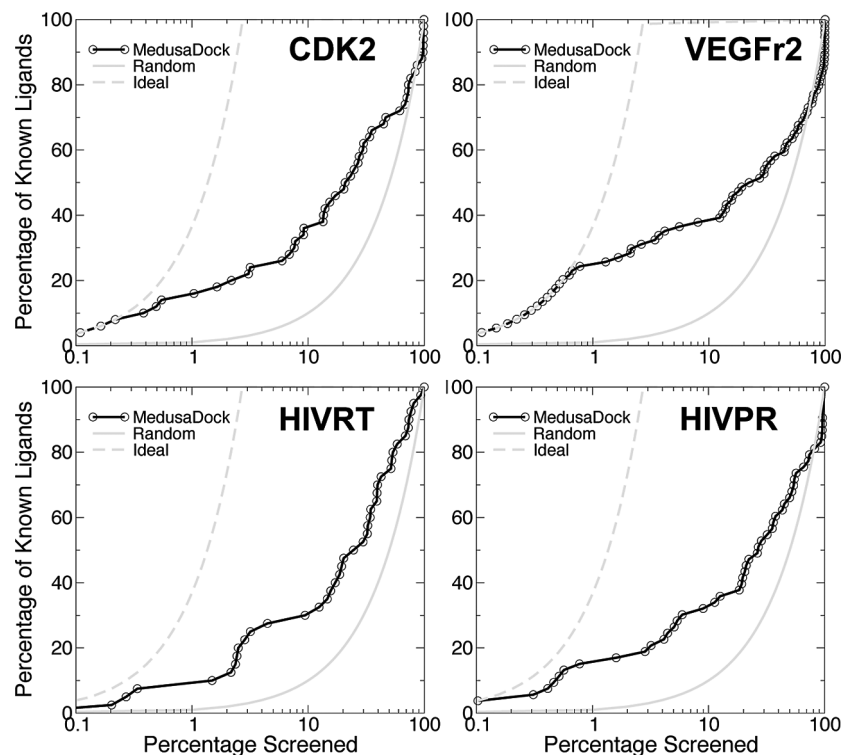 100
80
60
40
20
0
Percentage of Known Ligands
MedusaDock
Random
Ideal
CDK2
0.1 1 10 100
100
80
60
40
20
0
MedusaDock
Random
Ideal
VEGFr2
0.1 1 10 100
100
80
60
40
20
0
Percentage of Known Ligands
MedusaDock
Random
Ideal
HIVRT
0.1 1 10 100
Percentage Screened
100
80
60
40
20
0
MedusaDock
Random
Ideal
HIVPR
0.1 1 10 100
Percentage Screened